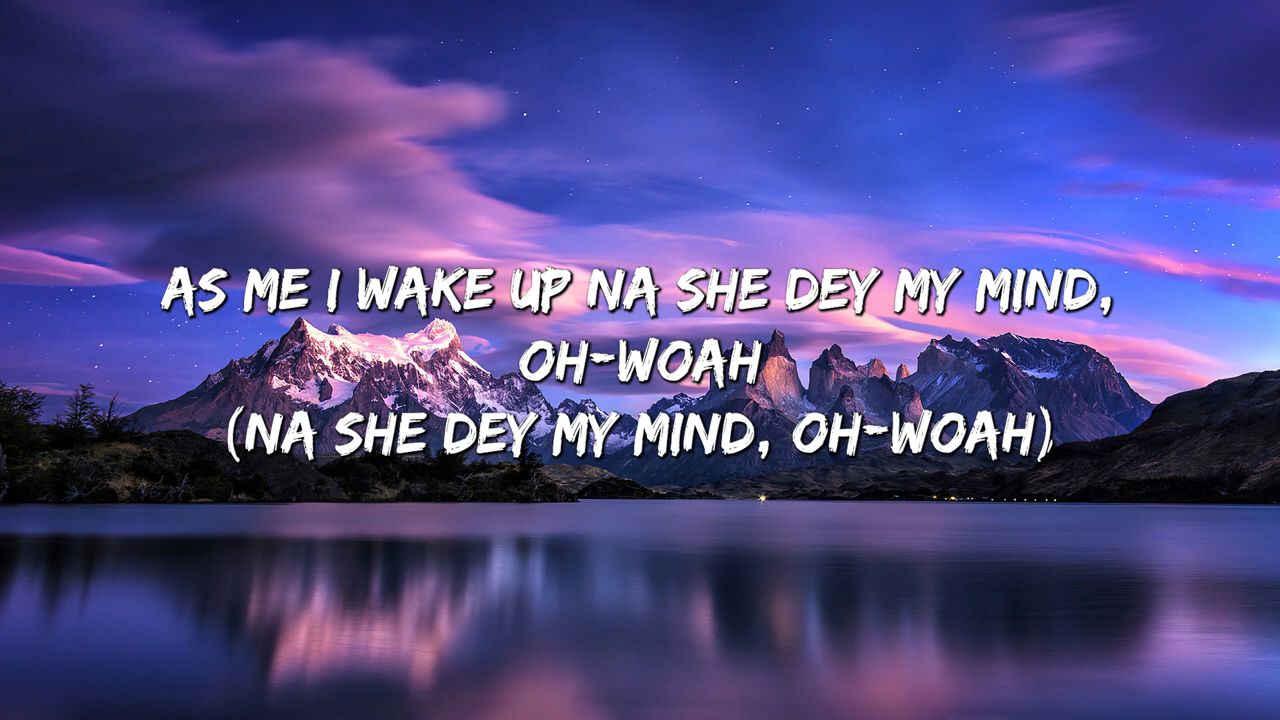 AS ME I WAKE UP NA SHE DEY MY MIND,
OH-WOAH
(NA SHE DEY MY MIND, OH-WOAH)